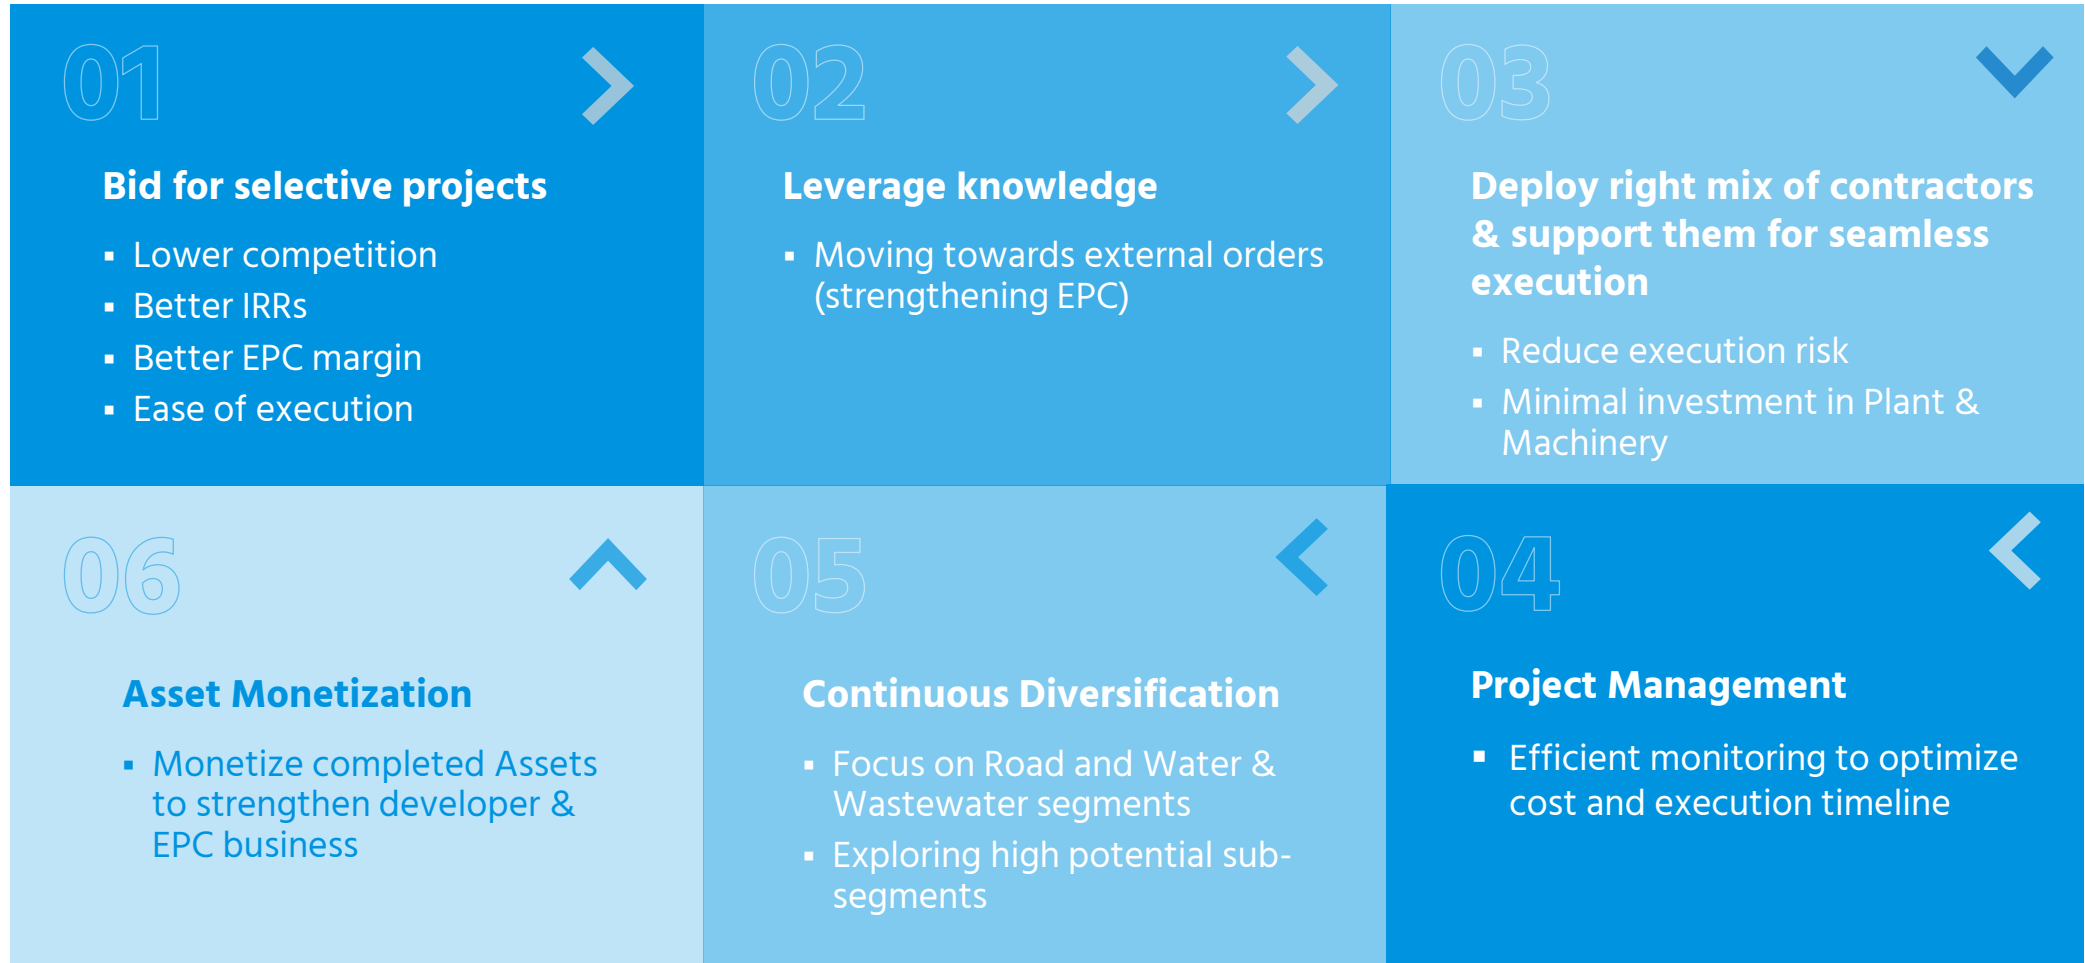 01
Bid for selective projects
▪ Lower competition
▪ Better IRRs
▪ Better EPC margin
▪ Ease of execution
02
Leverage knowledge
▪ Moving towards external orders
(strengthening EPC)
03
Deploy right mix of contractors
& support them for seamless
execution
▪ Reduce execution risk
▪ Minimal investment in Plant &
Machinery
04
Project Management
▪ Efficient monitoring to optimize
cost and execution timeline
05
Continuous Diversification
▪ Focus on Road and Water &
Wastewater segments
▪ Exploring high potential sub-
segments
06
Asset Monetization
▪ Monetize completed Assets
to strengthen developer &
EPC business